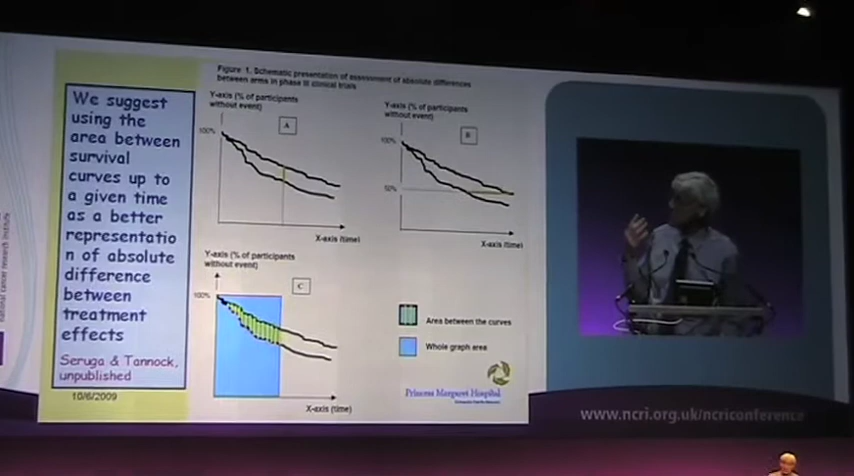 We suggest
using the
area between
survival
curves up to
a given time
as a better
representatio
n of absolute
difference
between
treatment
effects
Seruga & Tannock,
unpublished
10/6/2009
Figure 1. Schematic presentation of assessment of absolute differences
between arms in phase III clinical trials
Y-axis (% of participants
without event)
A
100%
X-axis (time)
Y-axis (% of participants
without event)
B
100%
50%
X-axis (time)
Y-axis (% of participants
without event)
C
100%
X-axis (time)
Area between the curves
Whole graph area
Princess Margaret Hospital
www.ncri.org.uk/ncriconference
national cancer research institute